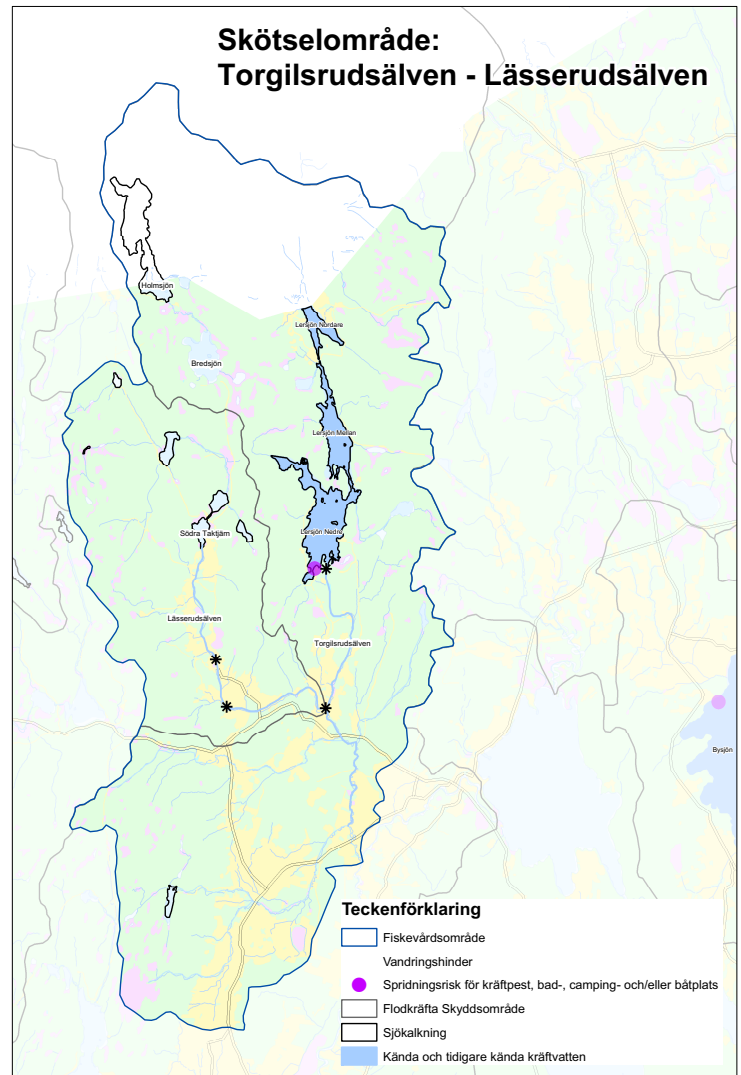 Skötselområde:
Torgilsrudsälven - Lässerudsälven
Holmsjön
Lersjön Nordare
Bredsjön
Lersjön Mellan
Lersjön Nedre
Södra Taktjärn
Lässerudsälven
Torgilsrudsälven
Bysjön
Teckenförklaring
Fiskevårdsområde
Vandringshinder
Spridningsrisk för kräftpest, bad-, camping- och/eller båtplats
Flodkräfta Skyddsområde
Sjökalkning
Kända och tidigare kända kräftvatten